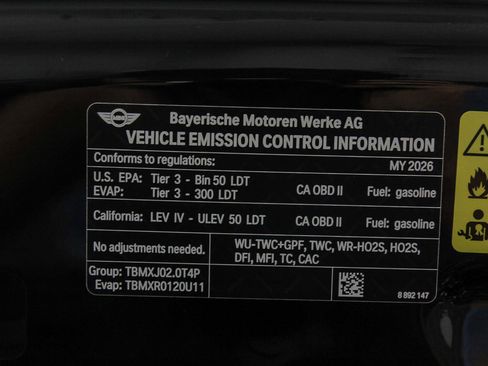 MINI
Bayerische Motoren Werke AG
VEHICLE EMISSION CONTROL INFORMATION
Conforms to regulations: MY 2026
U.S. EPA: Tier 3 - Bin 50 LDT CA OBD II Fuel: gasoline
EVAP: Tier 3 - 300 LDT
California: LEV IV - ULEV 50 LDT CA OBD II Fuel: gasoline
No adjustments needed. WU-TWC+GPF, TWC, WR-HO2S, HO2S,
DFI, MFI, TC, CAC
Group: TBMXJ02.0T4P
Evap: TBMXR0120U11
8 892 147